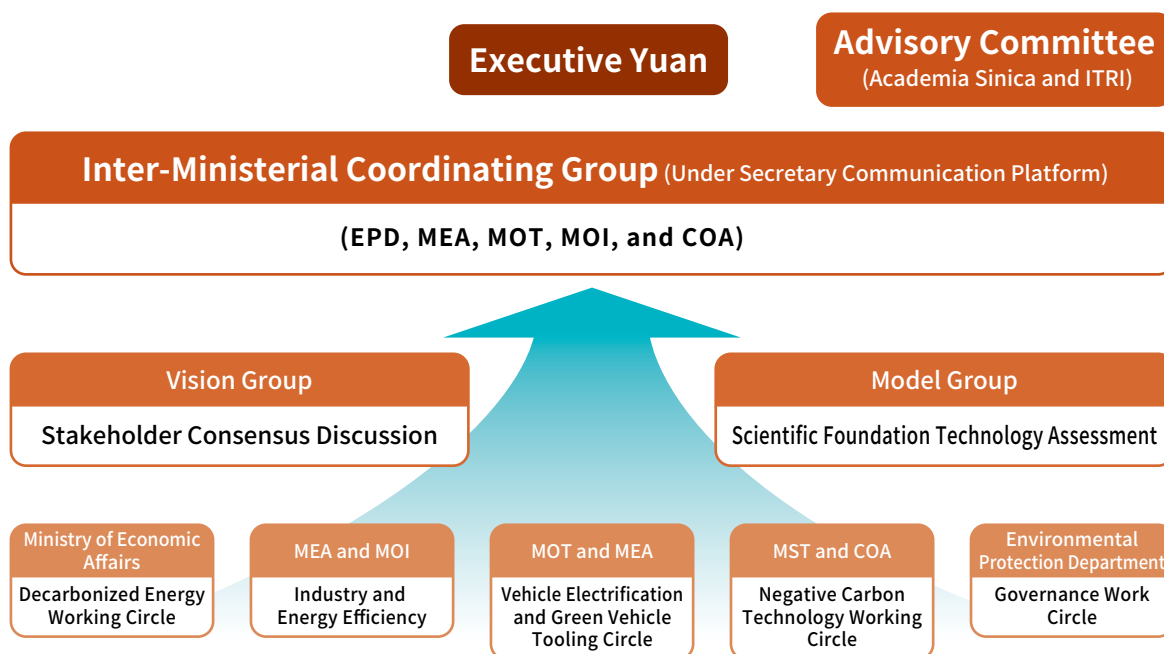 Executive Yuan
Advisory Committee
(Academia Sinica and ITRI)
Inter-Ministerial Coordinating Group (Under Secretary Communication Platform)
(EPD, MEA, MOT, MOI, and COA)
Vision Group
Stakeholder Consensus Discussion
Model Group
Scientific Foundation Technology Assessment
Ministry of Economic
Affairs
Decarbonized Energy
Working Circle
MEA and MOI
Industry and
Energy Efficiency
MOT and MEA
Vehicle Electrification
and Green Vehicle
Tooling Circle
MST and COA
Negative Carbon
Technology Working
Circle
Environmental
Protection Department
Governance Work
Circle